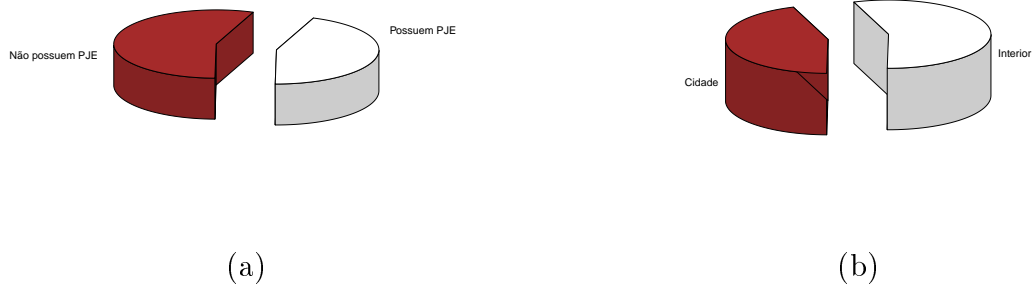 Não possuem PJE
Possuem PJE
Cidade
Interior
(a)
(b)